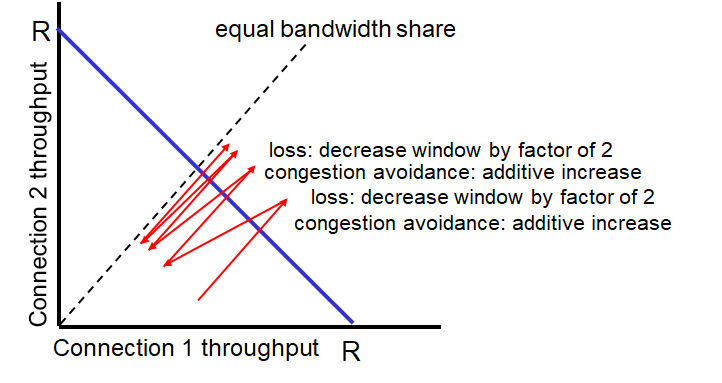 R
equal bandwidth share
Connection 2 throughput
loss: decrease window by factor of 2
congestion avoidance: additive increase
loss: decrease window by factor of 2
congestion avoidance: additive increase
Connection 1 throughput
R